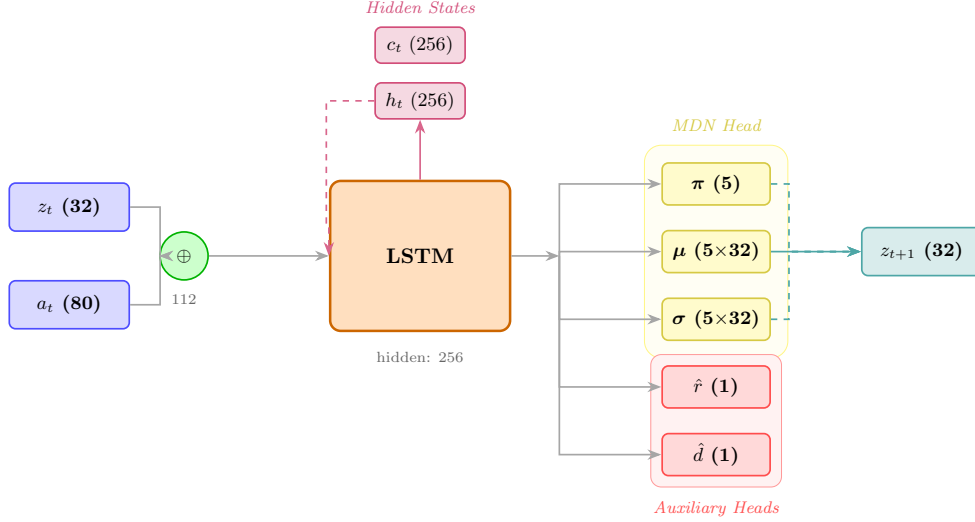 Hidden States
c_t (256)
h_t (256)
MDN Head
π (5)
z_t (32)
μ (5×32)
z_{t+1} (32)
⊕
LSTM
a_t (80)
112
σ (5×32)
hidden: 256
r̂ (1)
d̂ (1)
Auxiliary Heads